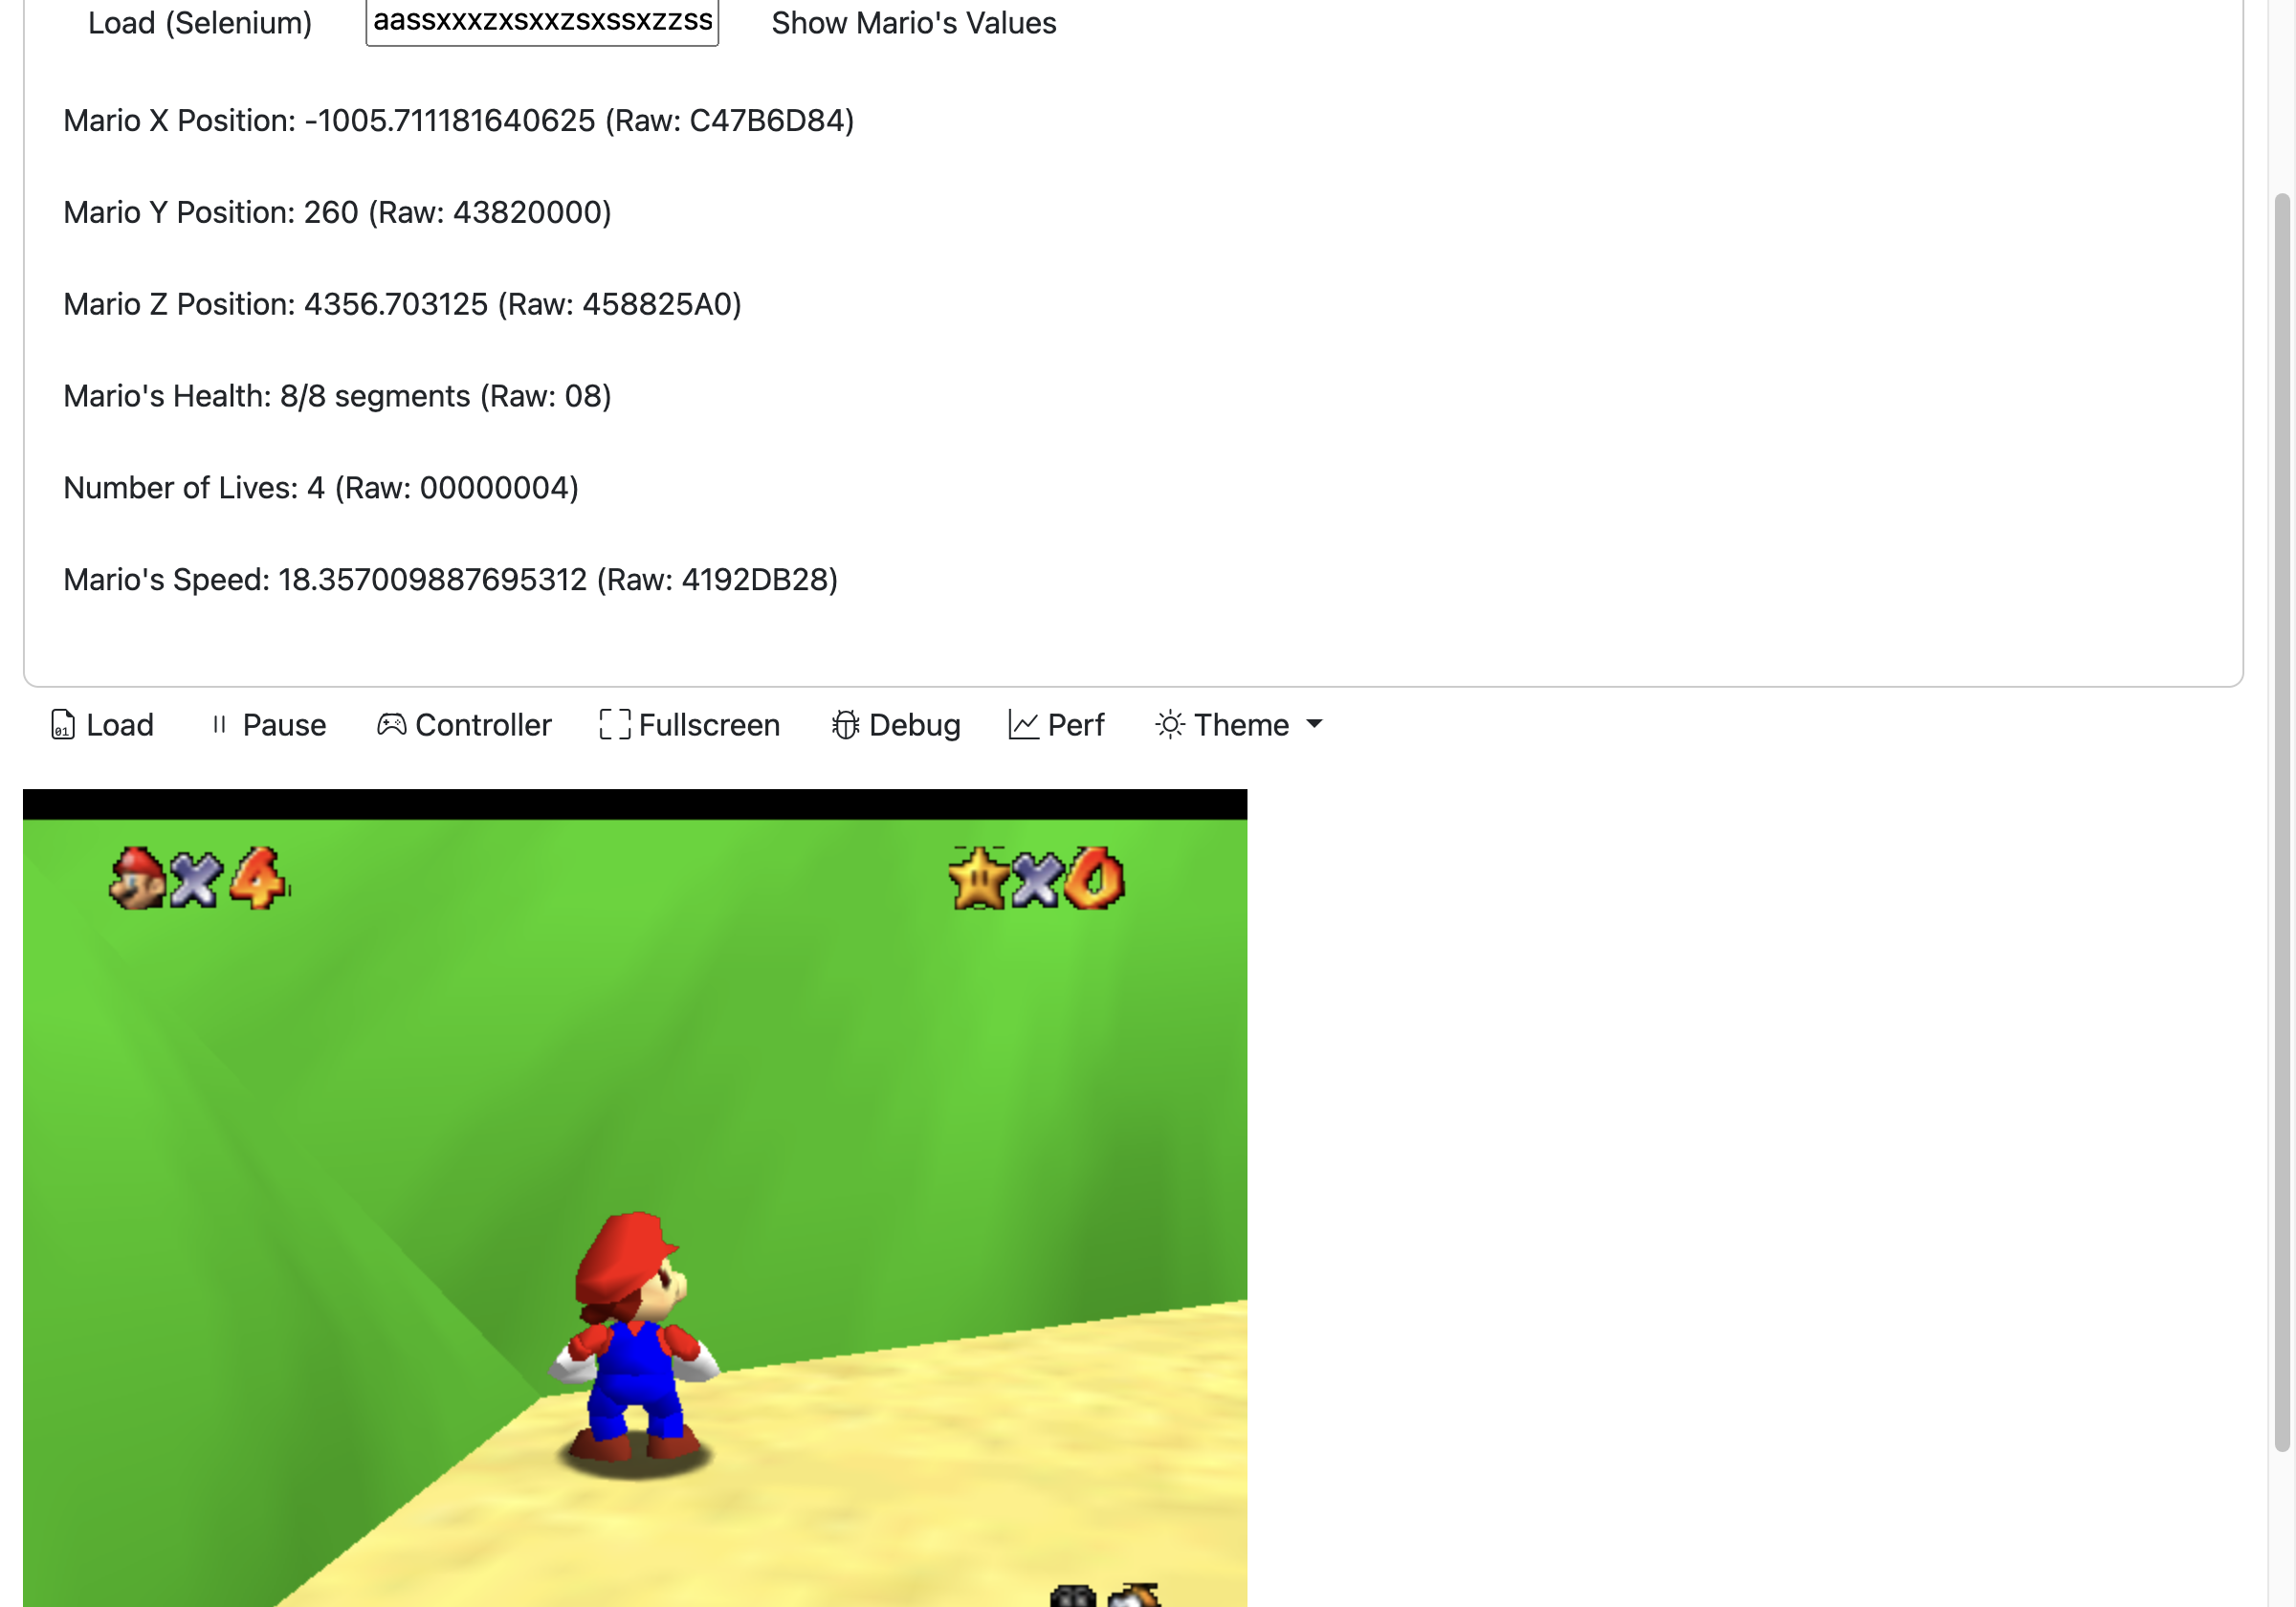 Load (Selenium) aassxxxzxsxxzsxssxzzss Show Mario's Values
Mario X Position: -1005.711181640625 (Raw: C47B6D84)
Mario Y Position: 260 (Raw: 43820000)
Mario Z Position: 4356.703125 (Raw: 458825A0)
Mario's Health: 8/8 segments (Raw: 08)
Number of Lives: 4 (Raw: 00000004)
Mario's Speed: 18.357009887695312 (Raw: 4192DB28)
Load Pause Controller Fullscreen Debug Perf Theme
×4 ×0